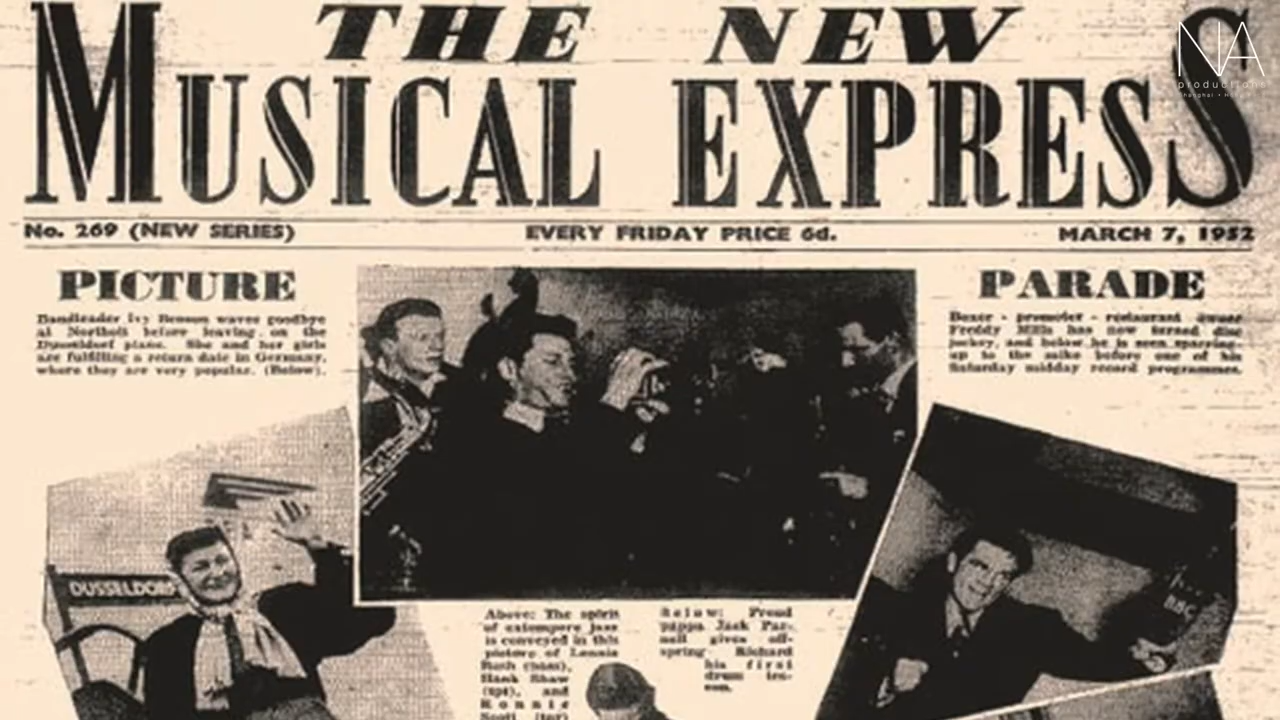 THE NEW
MUSICAL EXPRESS
NA
productions
No. 269 (NEW SERIES)
EVERY FRIDAY PRICE 6d.
MARCH 7, 1952
PICTURE
Bandleader Ivy Benson waves goodbye
at Northolt before leaving on the
Dusseldorf plane. She and her girls
are fulfilling a return date in Germany,
where they are very popular. (Below).
PARADE
Boxer - promoter - restaurant owner
Freddy Mills has now turned disc
jockey, and below he is seen sparring
up to the mike before one of his
Saturday midday record programmes.
DUSSELDORF
BBC
Above: The spirit
of extempore jazz
is conveyed in this
picture of Lennie
Bush (bass),
Hank Shaw
(tpt), and
Ronnie
Scott (tnr)
Below: Proud
pappa Jack Par-
nell gives off-
spring Richard
his first
drum les-
son.